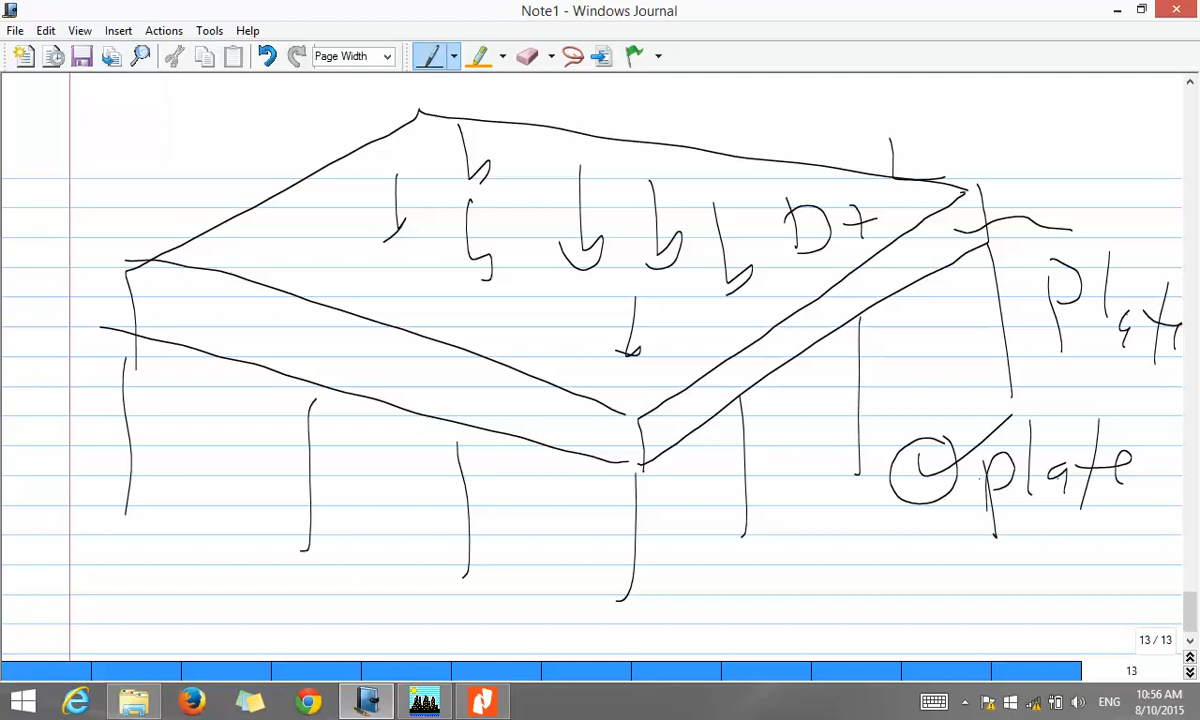 Note1 - Windows Journal
File Edit View Insert Actions Tools Help
Page Width
D+
Plate
plate
13 / 13
13
ENG
10:56 AM
8/10/2015